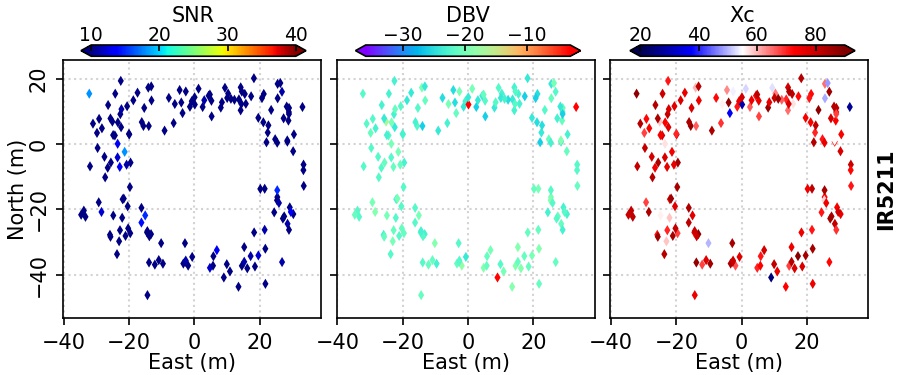 SNR DBV Xc
10 20 30 40 −30 −20 −10 20 40 60 80
20
0
−20
−40
North (m)
−40 −20 0 20 −40 −20 0 20 −40 −20 0 20
East (m) East (m) East (m)
IR5211